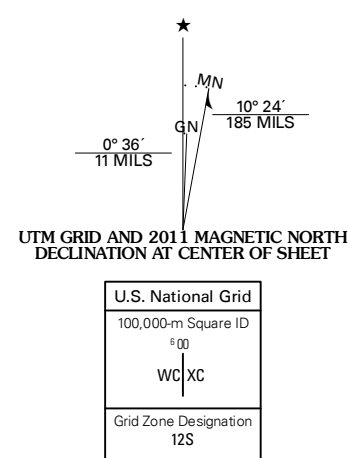 ★
MN
GN
10° 24´
185 MILS
0° 36´
11 MILS
UTM GRID AND 2011 MAGNETIC NORTH
DECLINATION AT CENTER OF SHEET
U.S. National Grid
100,000-m Square ID
6 00
WC XC
Grid Zone Designation
12S